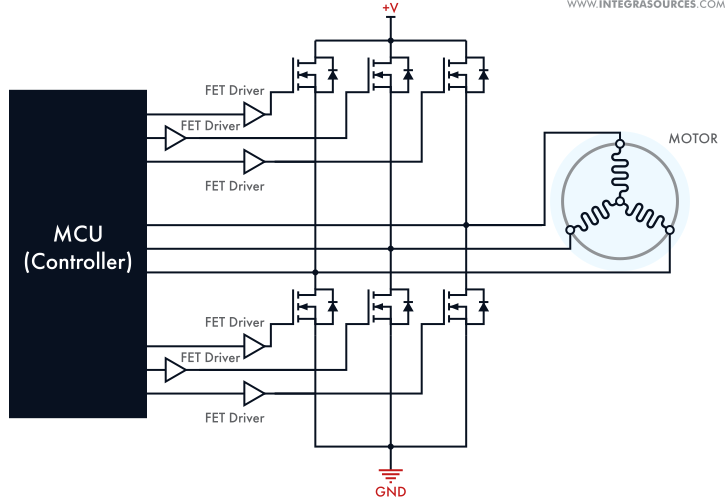 WWW.INTEGRASOURCES.COM
+V
FET Driver
FET Driver
FET Driver
MOTOR
MCU
(Controller)
FET Driver
FET Driver
FET Driver
GND